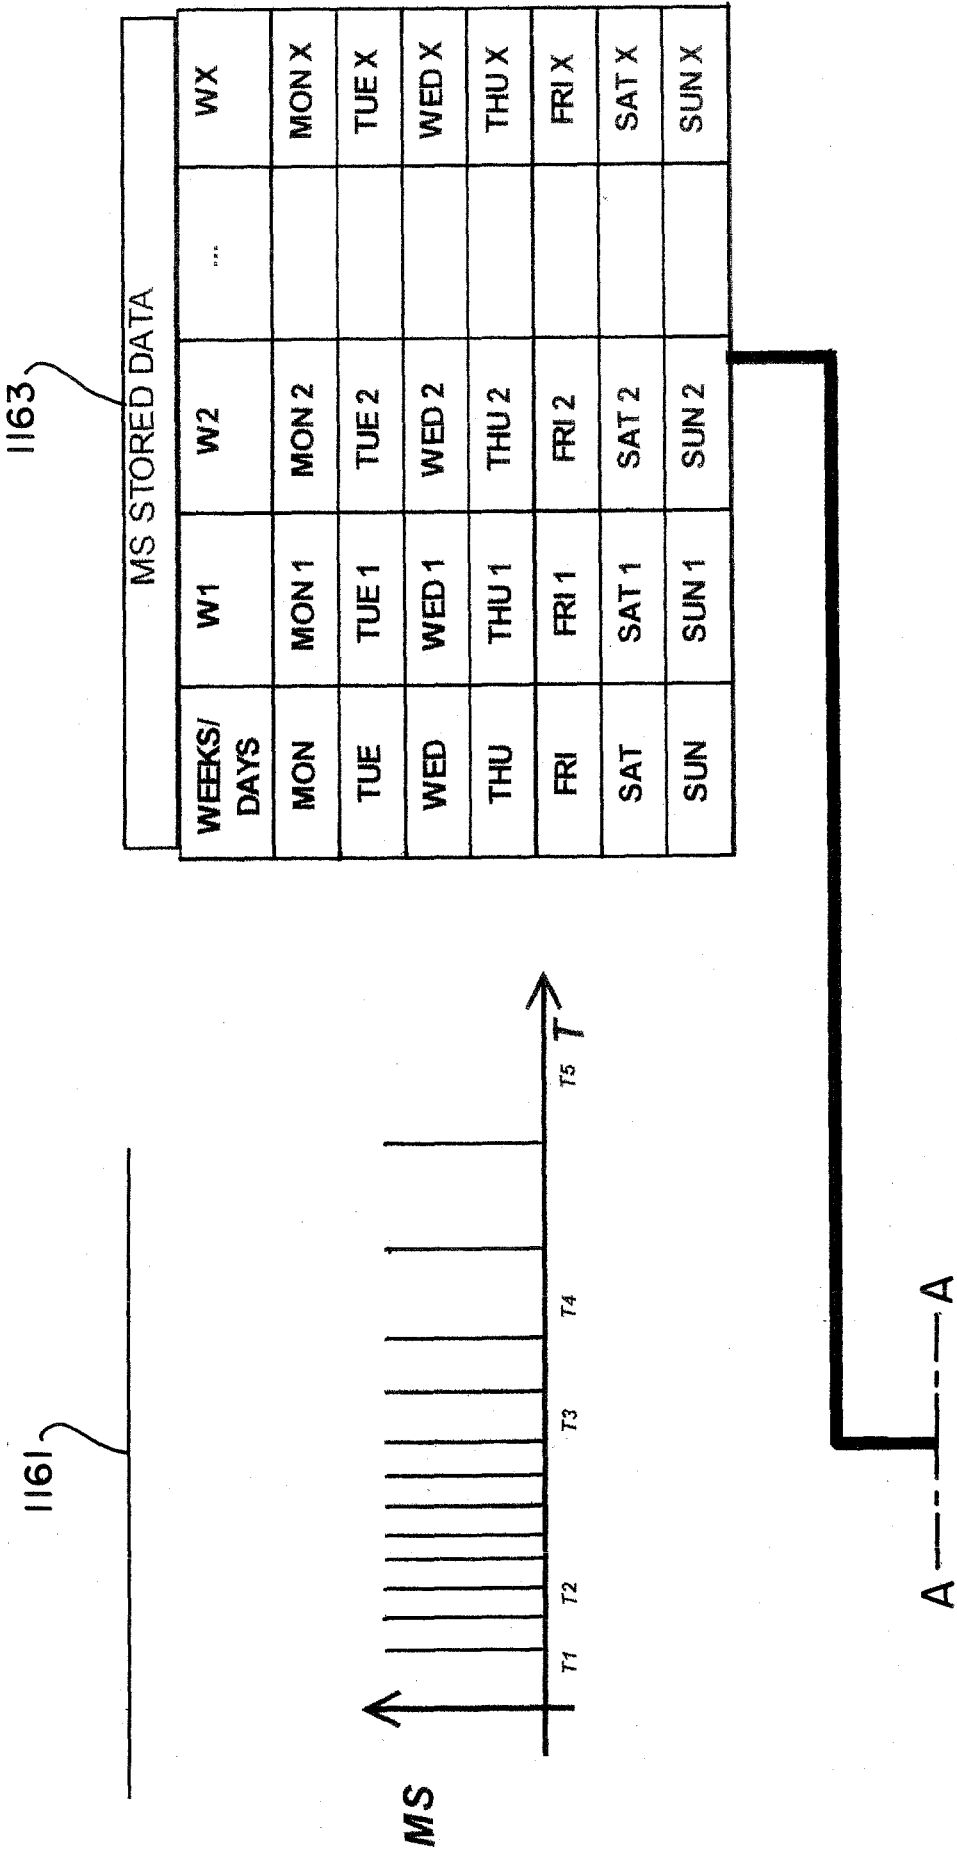 1161
1163
MS STORED DATA
WEEKS/
DAYS
W1
W2
...
WX
MON
MON 1
MON 2
MON X
TUE
TUE 1
TUE 2
TUE X
WED
WED 1
WED 2
WED X
THU
THU 1
THU 2
THU X
FRI
FRI 1
FRI 2
FRI X
SAT
SAT 1
SAT 2
SAT X
SUN
SUN 1
SUN 2
SUN X
MS
T1
T2
T3
T4
T5
T
A
A